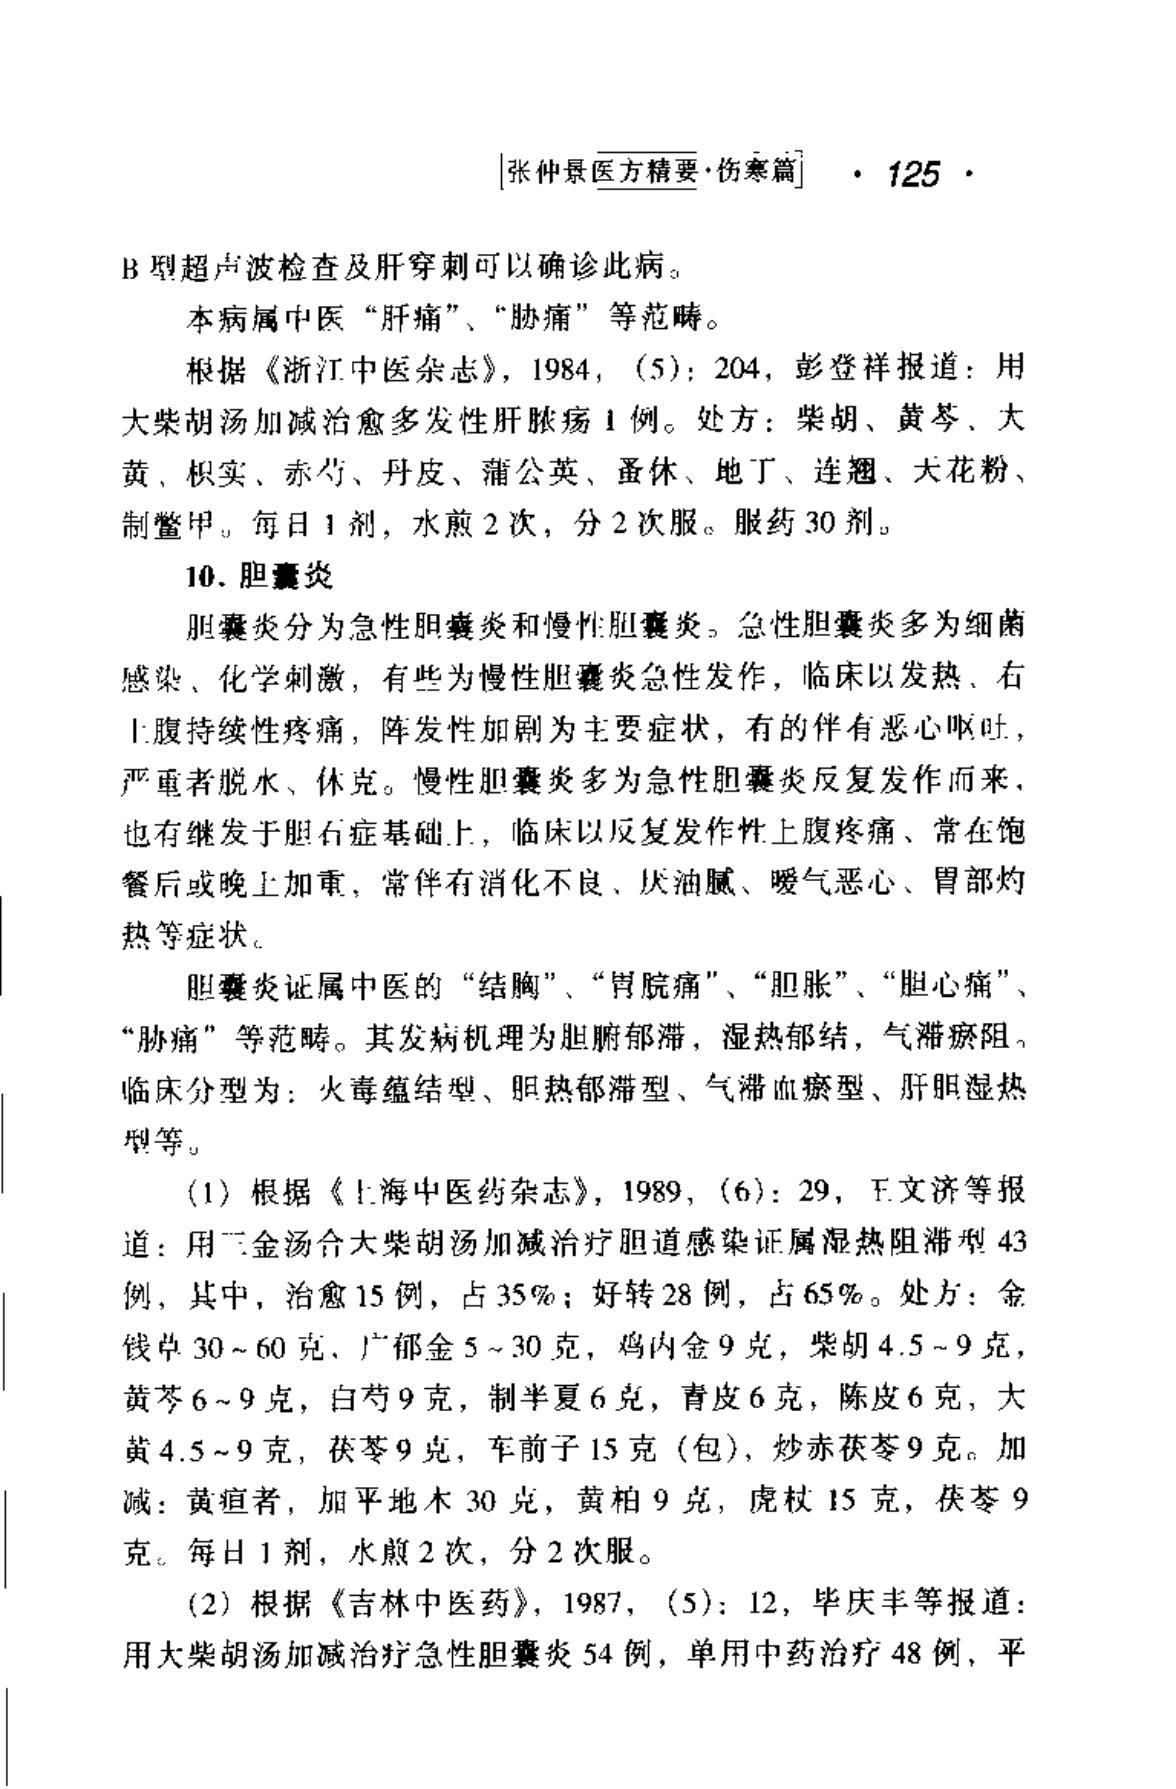 张仲景医方精要·伤寒篇 · 125 ·
B 型超声波检查及肝穿刺可以确诊此病。
本病属中医“肝痛”、“胁痛”等范畴。
根据《浙江中医杂志》，1984，（5）：204，彭登祥报道：用
大柴胡汤加减治愈多发性肝脓疡 1 例。处方：柴胡、黄芩、大
黄、枳实、赤芍、丹皮、蒲公英、蚤休、地丁、连翘、天花粉、
制鳖甲。每日 1 剂，水煎 2 次，分 2 次服。服药 30 剂。
10. 胆囊炎
胆囊炎分为急性胆囊炎和慢性胆囊炎。急性胆囊炎多为细菌
感染、化学刺激，有些为慢性胆囊炎急性发作，临床以发热、右
上腹持续性疼痛，阵发性加剧为主要症状，有的伴有恶心呕吐，
严重者脱水、休克。慢性胆囊炎多为急性胆囊炎反复发作而来，
也有继发于胆石症基础上，临床以反复发作性上腹疼痛、常在饱
餐后或晚上加重，常伴有消化不良、厌油腻、嗳气恶心、胃部灼
热等症状。
胆囊炎证属中医的“结胸”、“胃脘痛”、“胆胀”、“胆心痛”、
“胁痛”等范畴。其发病机理为胆腑郁滞，湿热郁结，气滞瘀阻。
临床分型为：火毒蕴结型、胆热郁滞型、气滞血瘀型、肝胆湿热
型等。
（1）根据《上海中医药杂志》，1989，（6）：29，王文济等报
道：用三金汤合大柴胡汤加减治疗胆道感染证属湿热阻滞型 43
例，其中，治愈 15 例，占 35%；好转 28 例，占 65%。处方：金
钱草 30～60 克，广郁金 5～30 克，鸡内金 9 克，柴胡 4.5～9 克，
黄芩 6～9 克，白芍 9 克，制半夏 6 克，青皮 6 克，陈皮 6 克，大
黄 4.5～9 克，茯苓 9 克，车前子 15 克（包），炒赤茯苓 9 克。加
减：黄疸者，加平地木 30 克，黄柏 9 克，虎杖 15 克，茯苓 9
克。每日 1 剂，水煎 2 次，分 2 次服。
（2）根据《吉林中医药》，1987，（5）：12，毕庆丰等报道：
用大柴胡汤加减治疗急性胆囊炎 54 例，单用中药治疗 48 例，平